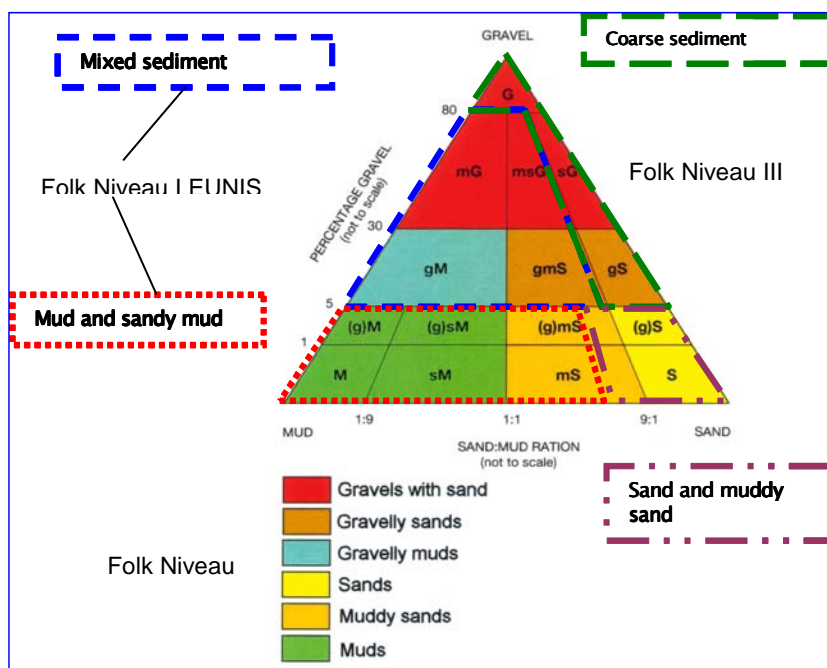 GRAVEL
Coarse sediment
Mixed sediment
G
80
PERCENTAGE GRAVEL
(not to scale)
mG
msG
sG
Folk Niveau III
Folk Niveau I EUNIS
30
gM
gmS
gS
5
Mud and sandy mud
(g)M
(g)sM
(g)mS
(g)S
1
M
sM
mS
S
1:9
1:1
9:1
MUD
SAND
SAND:MUD RATION
(not to scale)
Gravels with sand
Gravelly sands
Gravelly muds
Sands
Muddy sands
Muds
Sand and muddy
sand
Folk Niveau